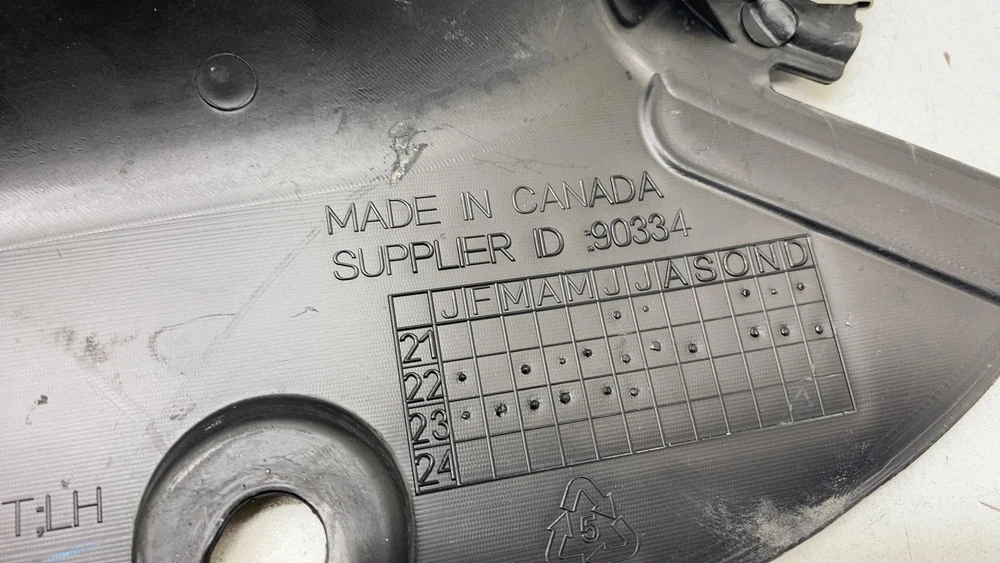 MADE IN CANADA
SUPPLIER ID :90334
J F M A M J J A S O N D
21
22
23
24
T;LH
5